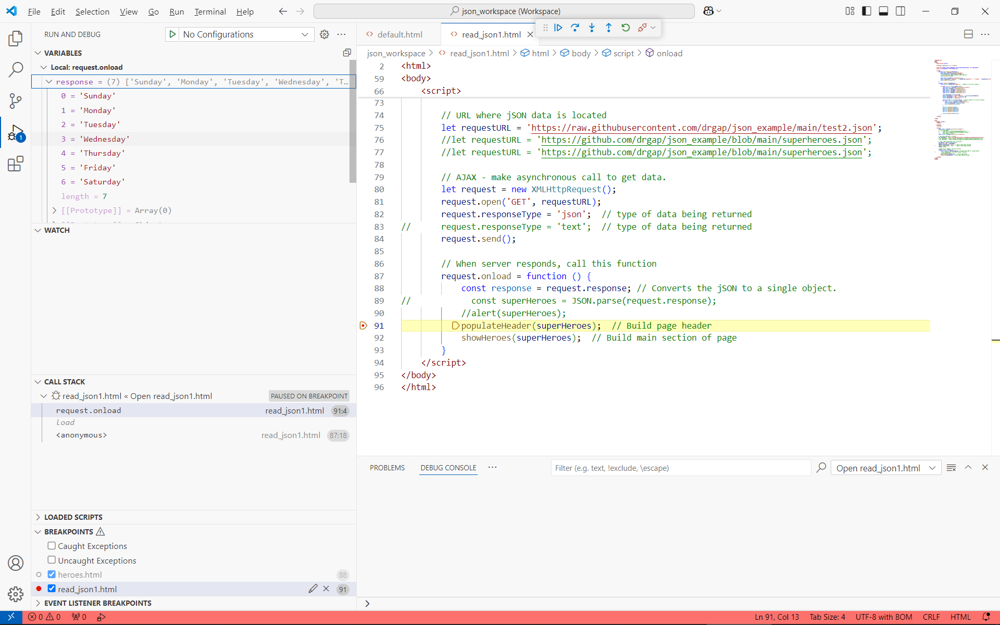 File Edit Selection View Go Run Terminal Help
json_workspace (Workspace)
RUN AND DEBUG
No Configurations
default.html
read_json1.html
VARIABLES
Local: request.onload
response = (7) ['Sunday', 'Monday', 'Tuesday', 'Wednesday', 'T...
0 = 'Sunday'
1 = 'Monday'
2 = 'Tuesday'
3 = 'Wednesday'
4 = 'Thursday'
5 = 'Friday'
6 = 'Saturday'
length = 7
[[Prototype]] = Array(0)
WATCH
CALL STACK
read_json1.html « Open read_json1.html PAUSED ON BREAKPOINT
request.onload read_json1.html 91:4
load
<anonymous> read_json1.html 87:18
LOADED SCRIPTS
BREAKPOINTS
Caught Exceptions
Uncaught Exceptions
heroes.html 88
read_json1.html 91
EVENT LISTENER BREAKPOINTS
1
json_workspace > read_json1.html > html > body > script > onload
2 <html>
59 <body>
66 <script>
73
74 // URL where jSON data is located
75 let requestURL = 'https://raw.githubusercontent.com/drgap/json_example/main/test2.json';
76 //let requestURL = 'https://github.com/drgap/json_example/blob/main/superheroes.json';
77 //let requestURL = 'https://github.com/drgap/json_example/blob/main/superheroes.json';
78
79 // AJAX - make asynchronous call to get data.
80 let request = new XMLHttpRequest();
81 request.open('GET', requestURL);
82 request.responseType = 'json'; // type of data being returned
83 // request.responseType = 'text'; // type of data being returned
84 request.send();
85
86 // When server responds, call this function
87 request.onload = function () {
88 const response = request.response; // Converts the jSON to a single object.
89 // const superHeroes = JSON.parse(request.response);
90 //alert(superHeroes);
91 populateHeader(superHeroes); // Build page header
92 showHeroes(superHeroes); // Build main section of page
93 }
94 </script>
95 </body>
96 </html>
PROBLEMS DEBUG CONSOLE
Filter (e.g. text, !exclude, \escape)
Open read_json1.html
0 0 0
Ln 91, Col 13 Tab Size: 4 UTF-8 with BOM CRLF HTML